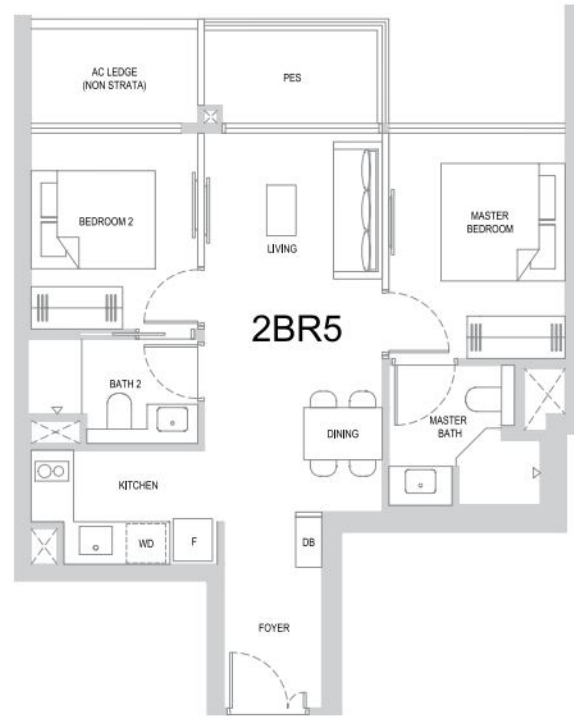 AC LEDGE
(NON STRATA)
PES
BEDROOM 2
LIVING
MASTER
BEDROOM
2BR5
BATH 2
DINING
MASTER
BATH
KITCHEN
WD
F
DB
FOYER